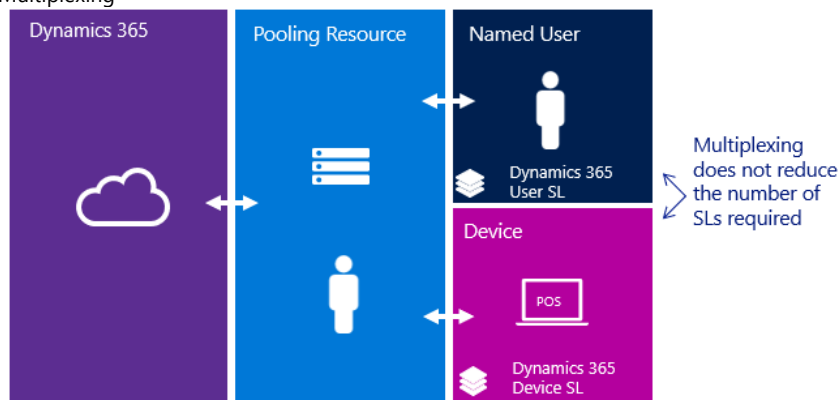 Multiplexing
Dynamics 365
Pooling Resource
Named User
Dynamics 365
User SL
Device
POS
Dynamics 365
Device SL
Multiplexing
does not reduce
the number of
SLs required